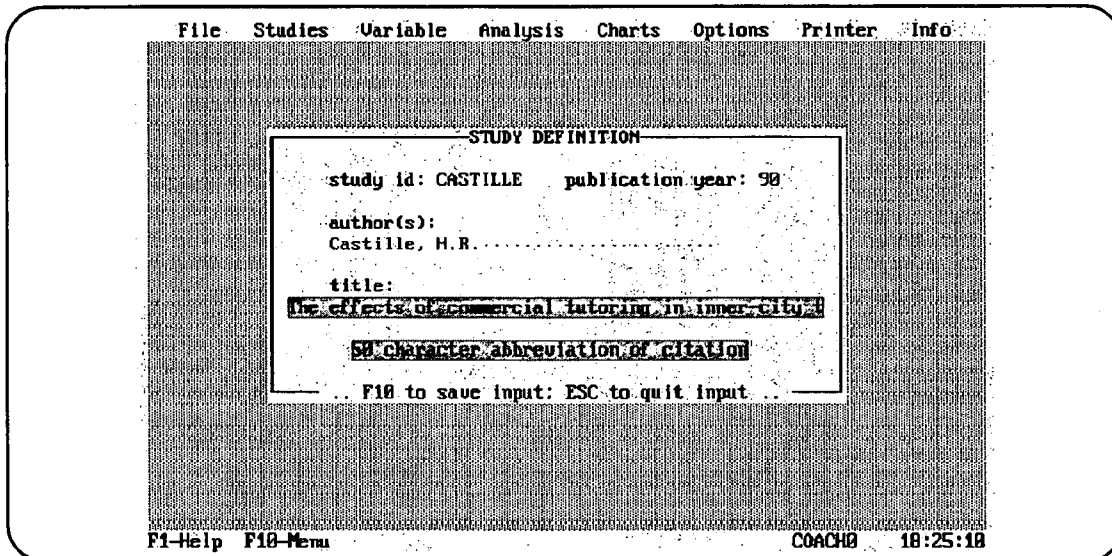 File Studies Variable Analysis Charts Options Printer Info
STUDY DEFINITION
study id: CASTILLE publication year: 90
author(s):
Castille, H.R.
title:
The effects of commercial tutoring in inner-city t
50 character abbreviation of citation
.. F10 to save input: ESC to quit input ..
F1-Help F10-Menu COACH0 18:25:10